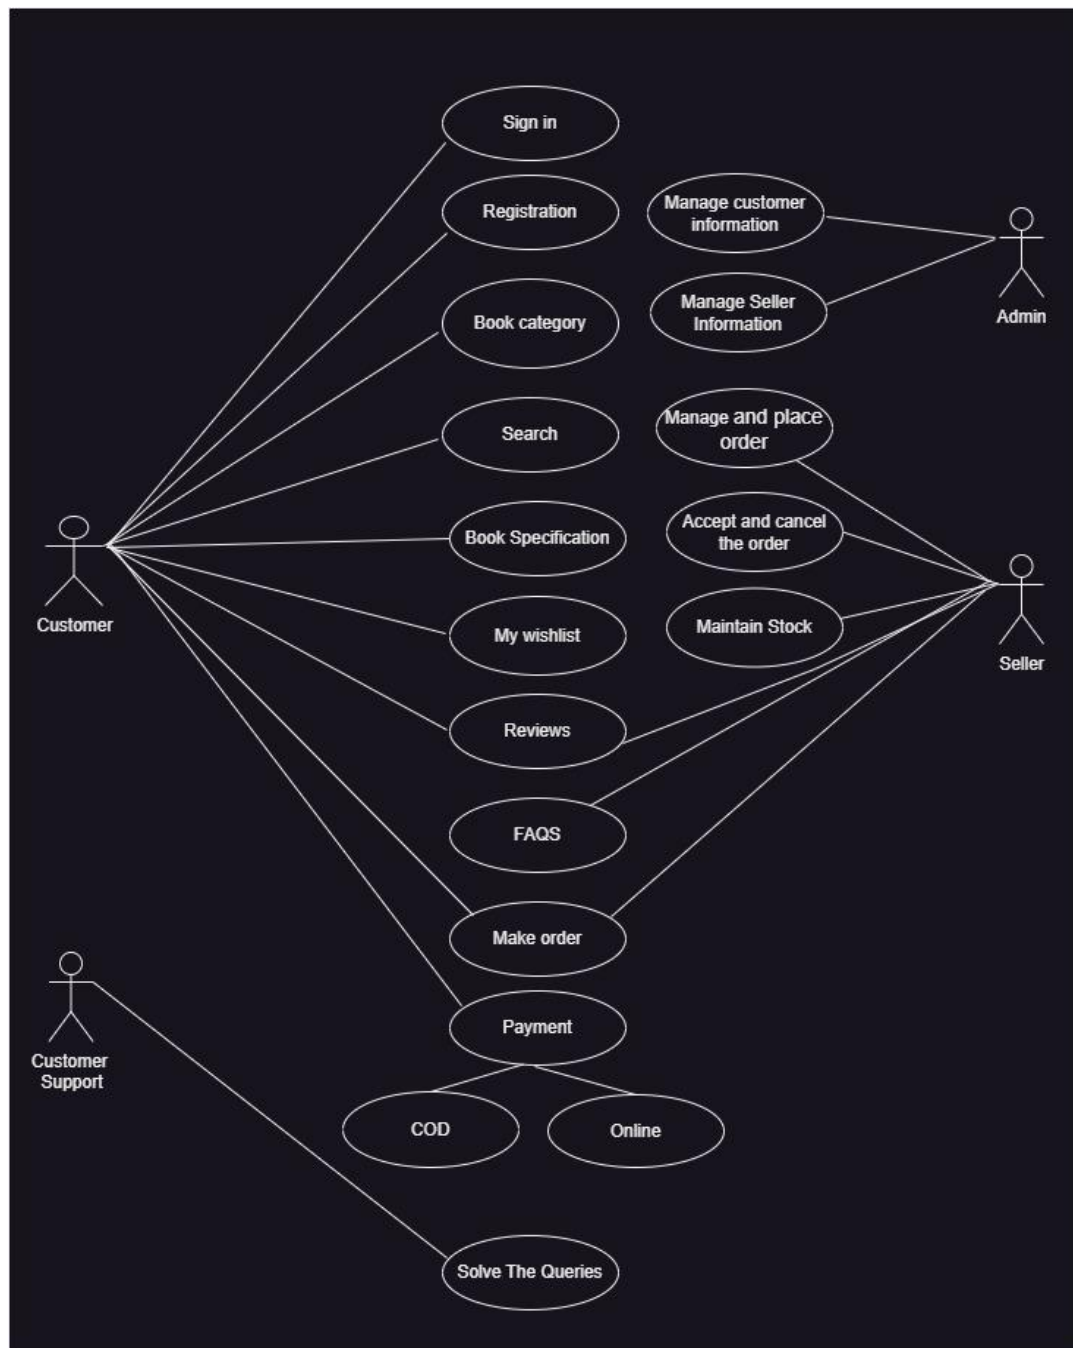 Sign in
Registration
Manage customer
information
Book category
Manage Seller
Information
Admin
Search
Manage and place
order
Book Specification
Accept and cancel
the order
Customer
My wishlist
Maintain Stock
Seller
Reviews
FAQS
Make order
Payment
Customer
Support
COD
Online
Solve The Queries